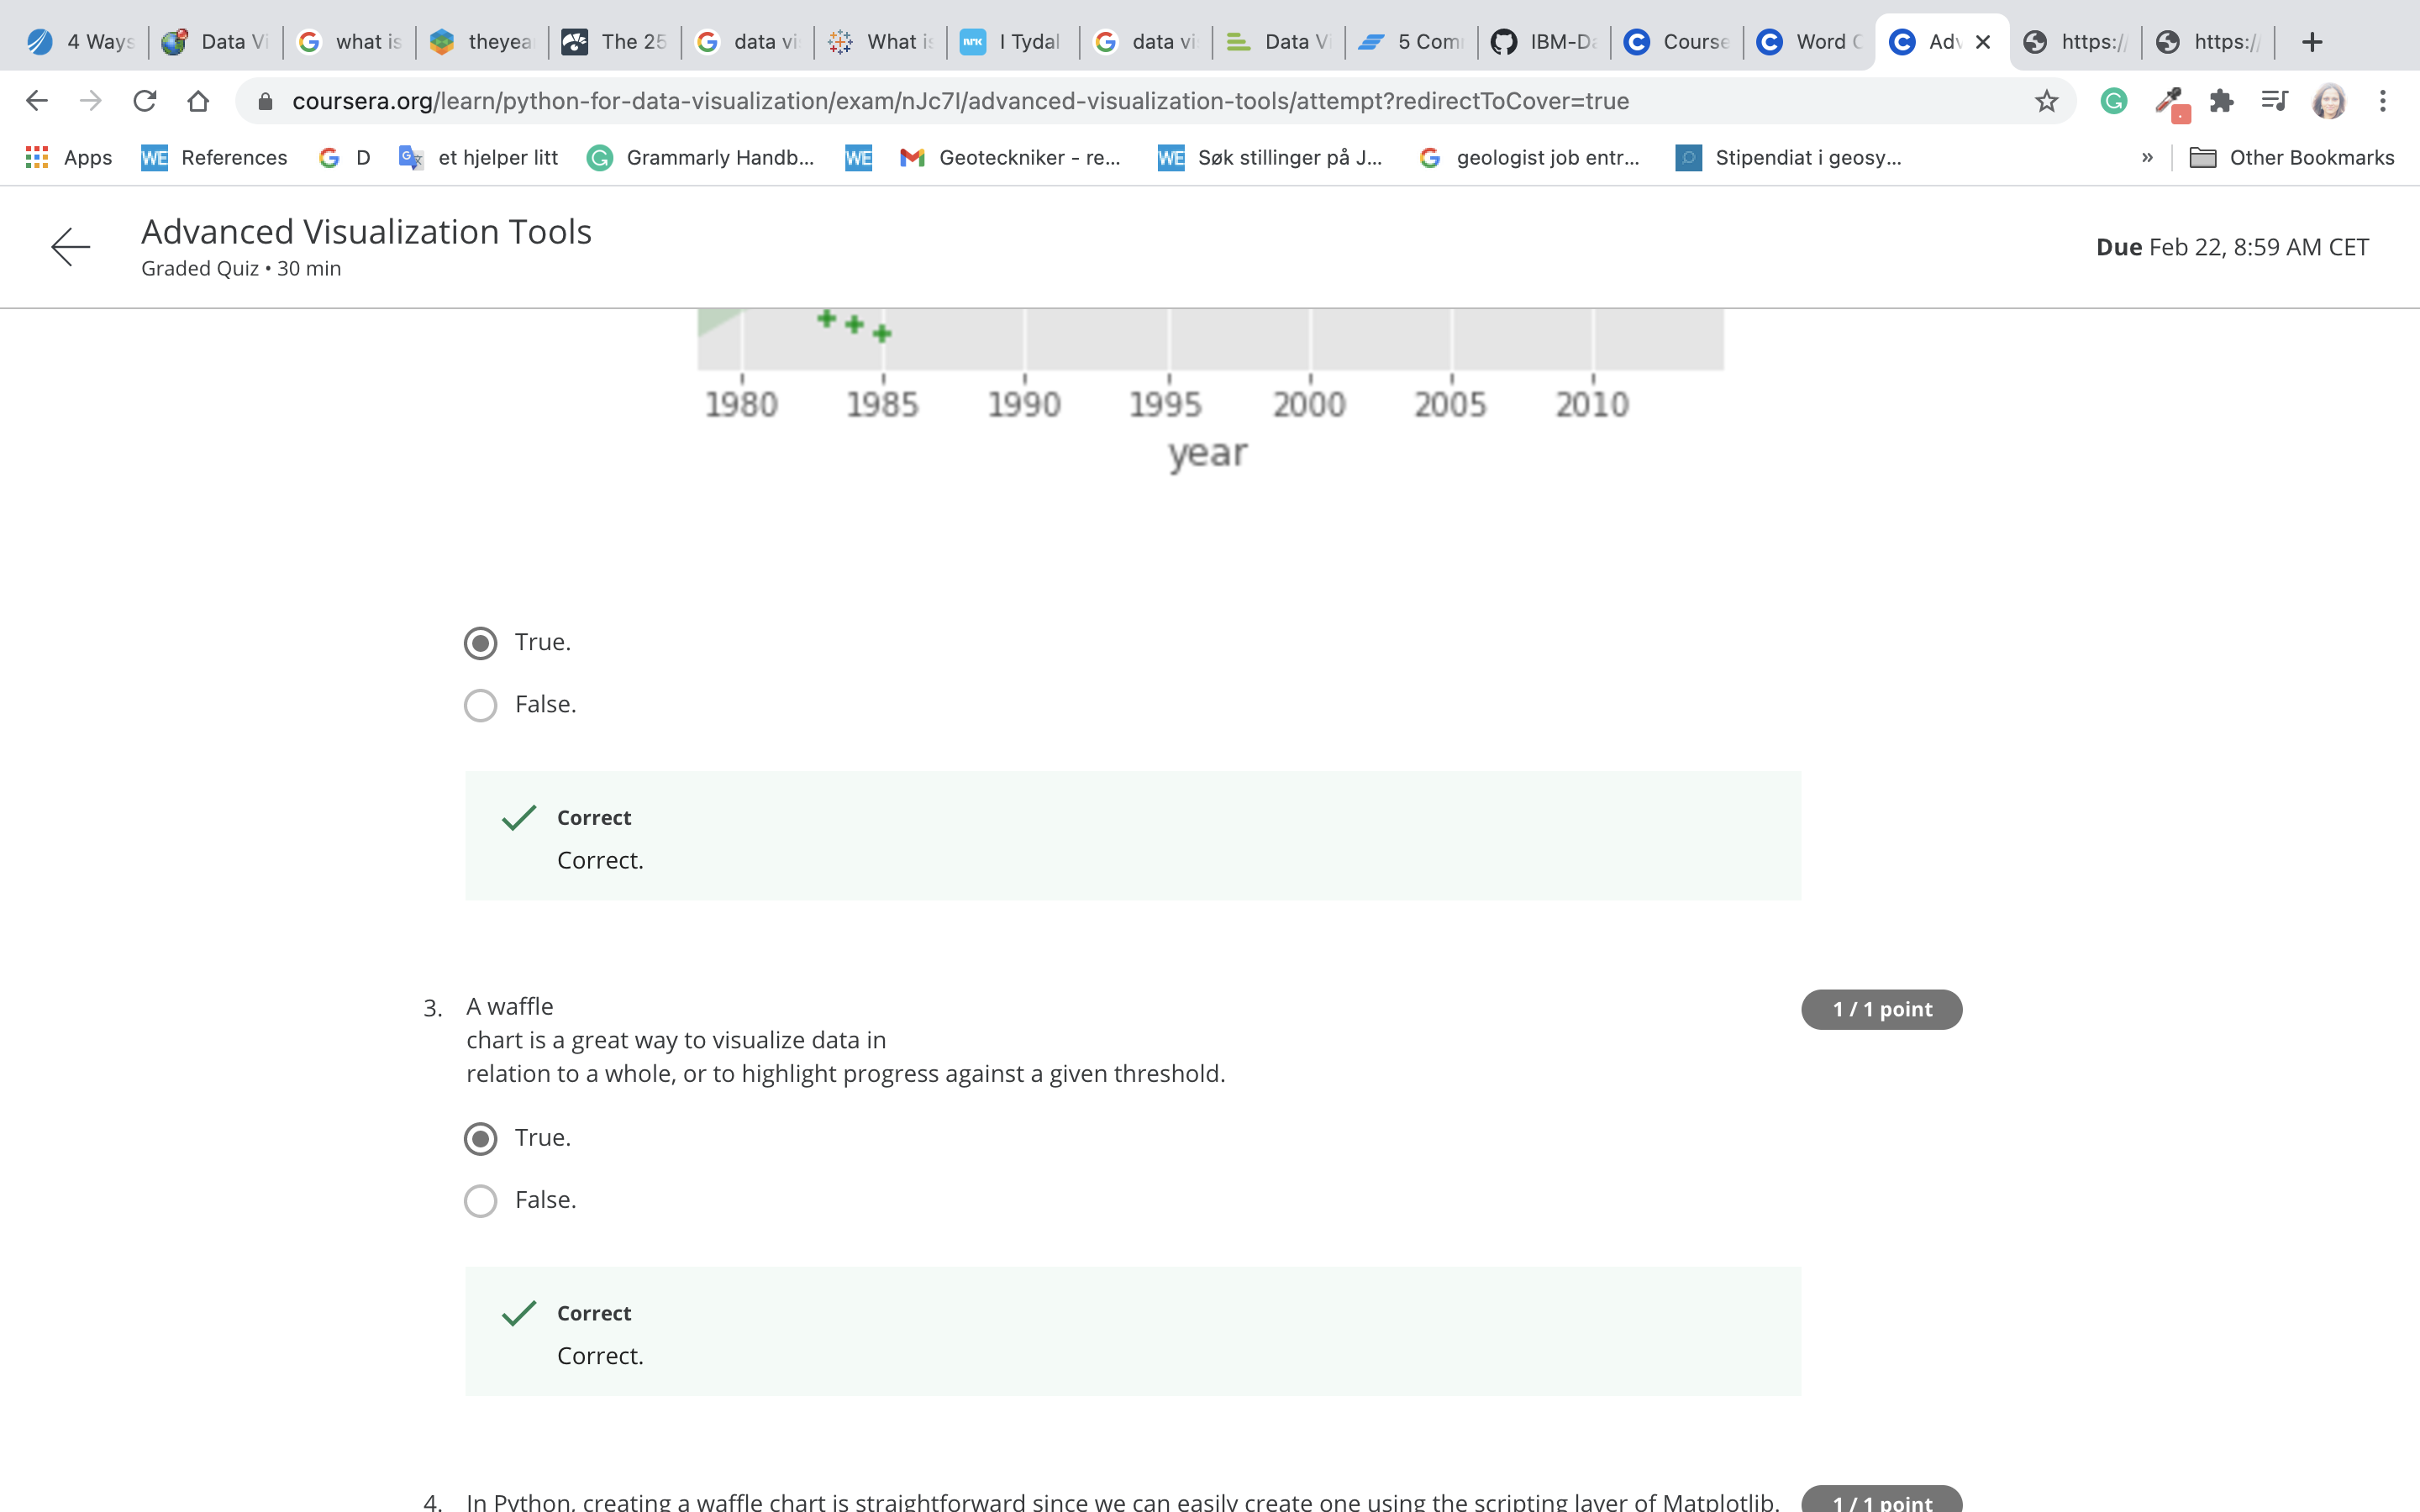 4 Ways
Data Vi
what is
theyea
The 25
data vi
What is
I Tydal
data vi
Data Vi
5 Com
IBM-Da
Course
Word C
Adv
https:/
https:/
coursera.org/learn/python-for-data-visualization/exam/nJc7I/advanced-visualization-tools/attempt?redirectToCover=true
Apps
WE References
D
et hjelper litt
Grammarly Handb...
WE
Geoteckniker - re...
WE Søk stillinger på J...
geologist job entr...
Stipendiat i geosy...
»
Other Bookmarks
Advanced Visualization Tools
Graded Quiz • 30 min
Due Feb 22, 8:59 AM CET
1980 1985 1990 1995 2000 2005 2010
year
True.
False.
Correct
Correct.
3. A waffle
chart is a great way to visualize data in
relation to a whole, or to highlight progress against a given threshold.
1 / 1 point
True.
False.
Correct
Correct.
4. In Python, creating a waffle chart is straightforward since we can easily create one using the scripting layer of Matplotlib.
1 / 1 point